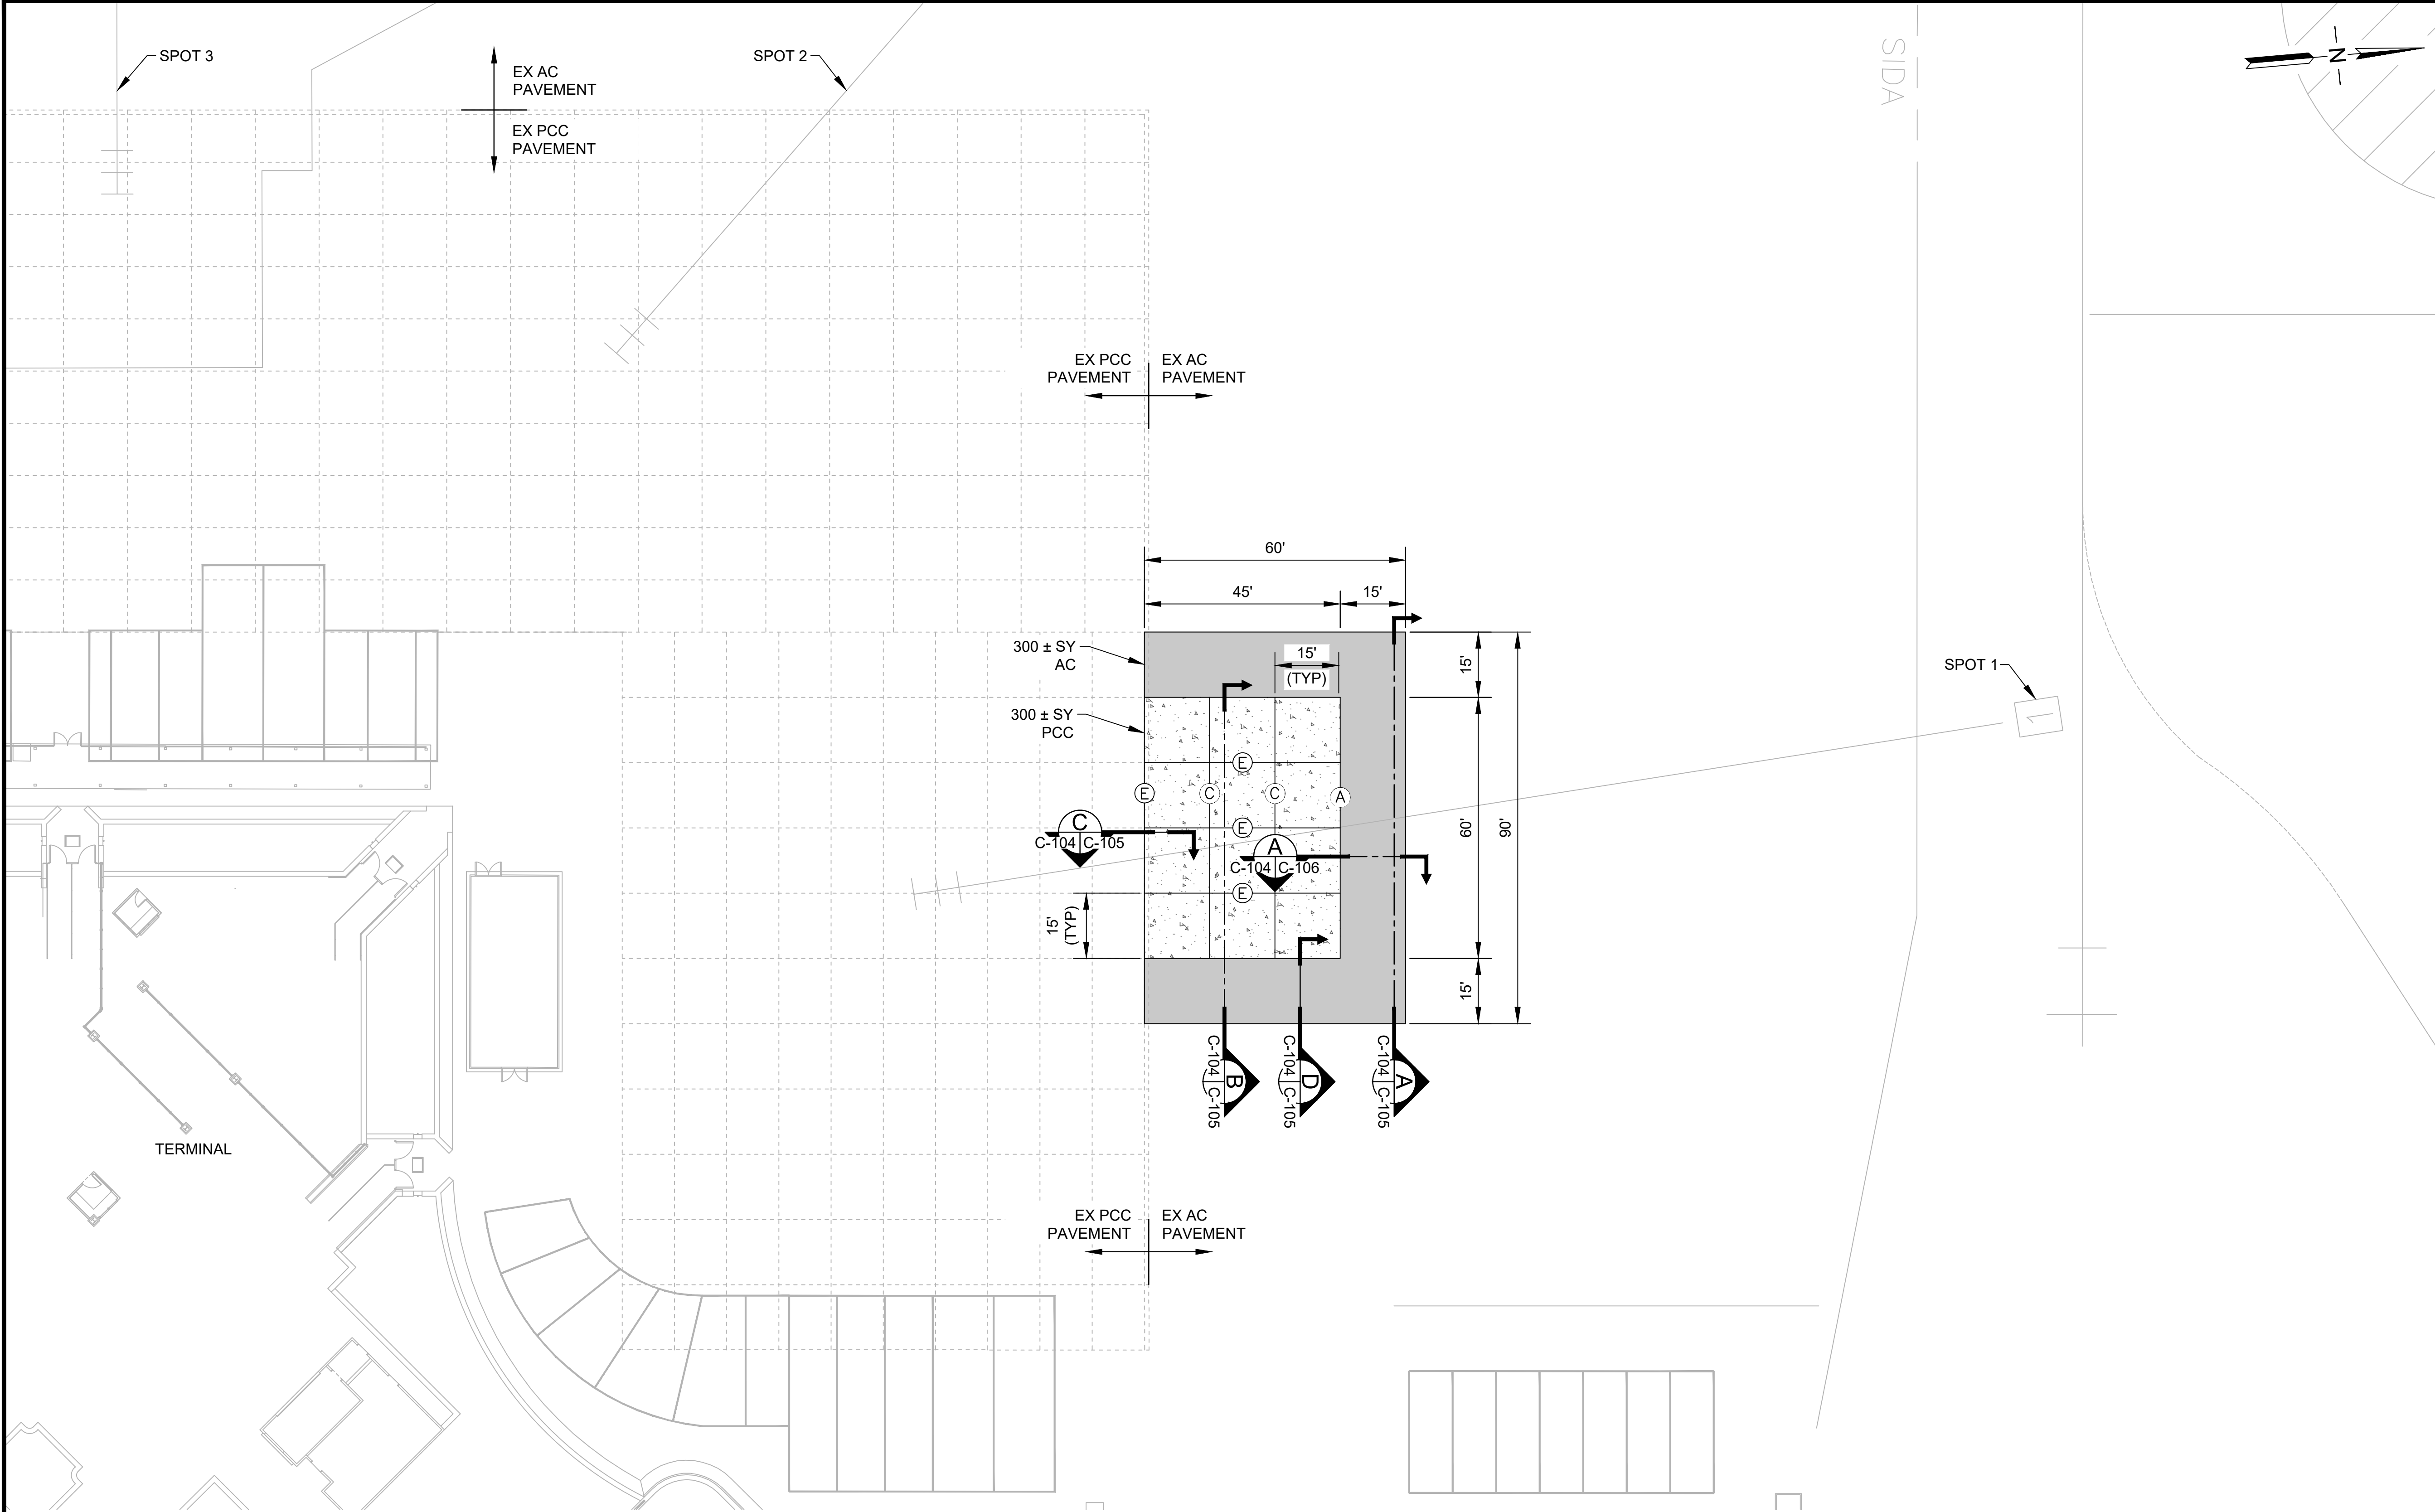 SPOT 3
EX AC
PAVEMENT
EX PCC
PAVEMENT
SPOT 2
SIDA
N
EX PCC
PAVEMENT
EX AC
PAVEMENT
60'
45'
15'
300 ± SY
AC
15'
(TYP)
15'
300 ± SY
PCC
SPOT 1
1
E
E
C
C
A
60'
90'
C
C-104
C-105
E
A
C-104
C-106
E
15'
(TYP)
15'
B
C-104
C-105
D
C-104
C-105
A
C-104
C-105
TERMINAL
EX PCC
PAVEMENT
EX AC
PAVEMENT